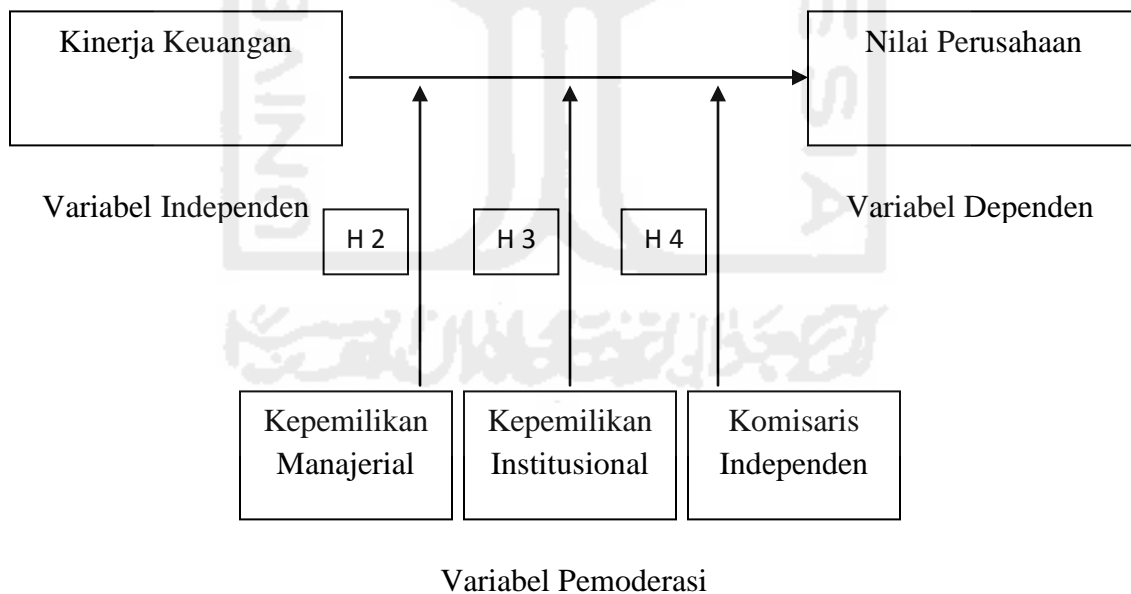 Kinerja Keuangan
Nilai Perusahaan
Variabel Independen
Variabel Dependen
H 2
H 3
H 4
Kepemilikan
Manajerial
Kepemilikan
Institusional
Komisaris
Independen
Variabel Pemoderasi